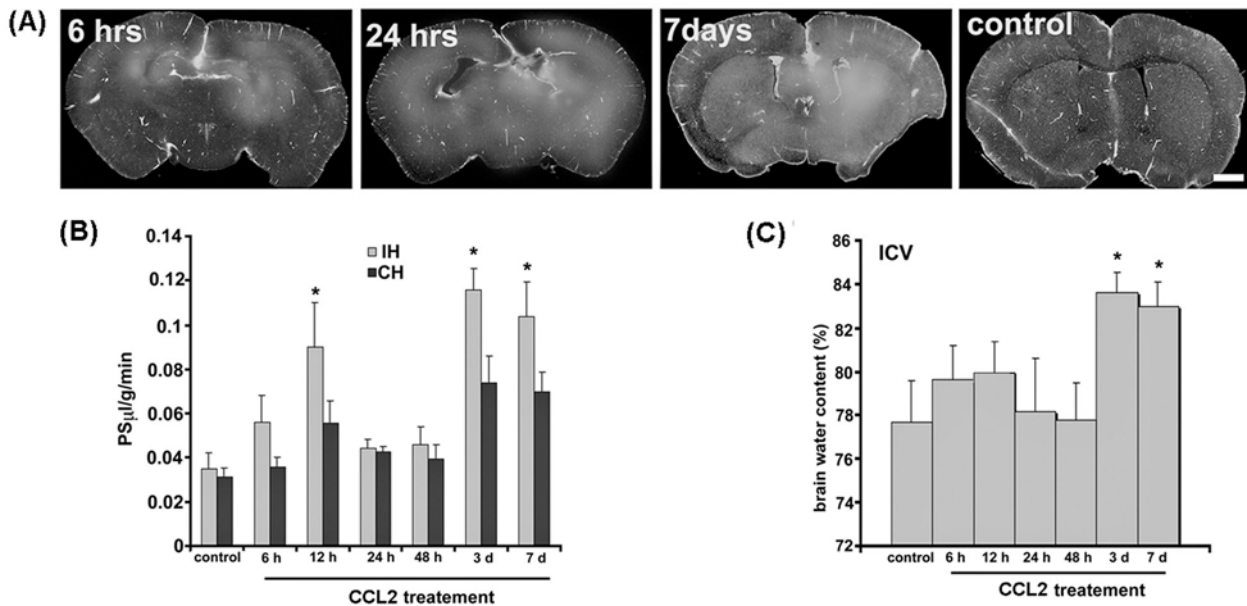 (A)
6 hrs
24 hrs
7days
control
(B)
0.14
0.12
0.1
0.08
0.06
0.04
0.02
0
PSµl/g/min
IH
CH
*
*
*
control 6 h 12 h 24 h 48 h 3 d 7 d
CCL2 treatement
(C)
86
84
82
80
78
76
74
72
brain water content (%)
ICV
*
*
control 6 h 12 h 24 h 48 h 3 d 7 d
CCL2 treatement